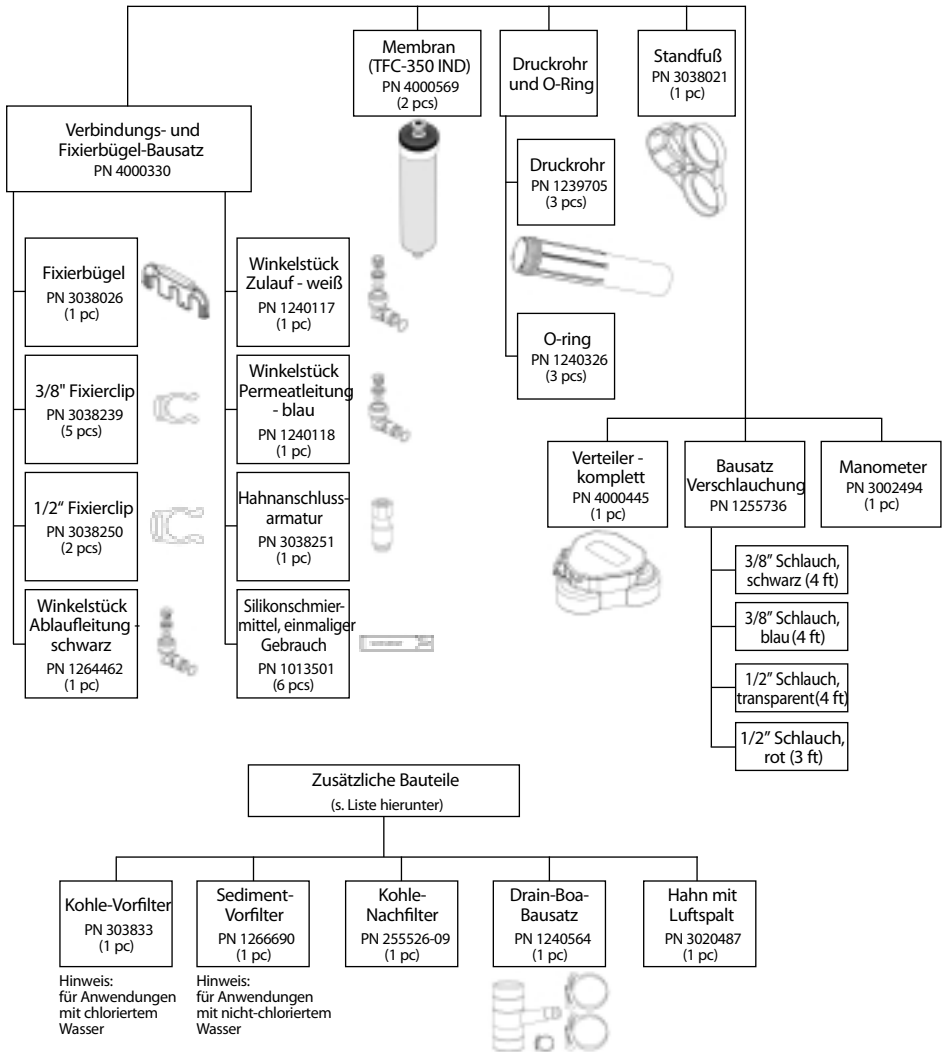 Membran
(TFC-350 IND)
PN 4000569
(2 pcs)
Druckrohr
und O-Ring
Standfuß
PN 3038021
(1 pc)
Verbindungs- und
Fixierbügel-Bausatz
PN 4000330
Druckrohr
PN 1239705
(3 pcs)
O-ring
PN 1240326
(3 pcs)
Fixierbügel
PN 3038026
(1 pc)
3/8" Fixierclip
PN 3038239
(5 pcs)
1/2“ Fixierclip
PN 3038250
(2 pcs)
Winkelstück
Ablaufleitung -
schwarz
PN 1264462
(1 pc)
Winkelstück
Zulauf - weiß
PN 1240117
(1 pc)
Winkelstück
Permeatleitung
- blau
PN 1240118
(1 pc)
Hahnanschluss-
armatur
PN 3038251
(1 pc)
Silikonschmier-
mittel, einmaliger
Gebrauch
PN 1013501
(6 pcs)
Verteiler -
komplett
PN 4000445
(1 pc)
Bausatz
Verschlauchung
PN 1255736
Manometer
PN 3002494
(1 pc)
3/8” Schlauch,
schwarz (4 ft)
3/8” Schlauch,
blau (4 ft)
1/2” Schlauch,
transparent(4 ft)
1/2” Schlauch,
rot (3 ft)
Zusätzliche Bauteile
(s. Liste hierunter)
Kohle-Vorfilter
PN 303833
(1 pc)
Hinweis:
für Anwendungen
mit chloriertem
Wasser
Sediment-
Vorfilter
PN 1266690
(1 pc)
Hinweis:
für Anwendungen
mit nicht-chloriertem
Wasser
Kohle-
Nachfilter
PN 255526-09
(1 pc)
Drain-Boa-
Bausatz
PN 1240564
(1 pc)
Hahn mit
Luftspalt
PN 3020487
(1 pc)